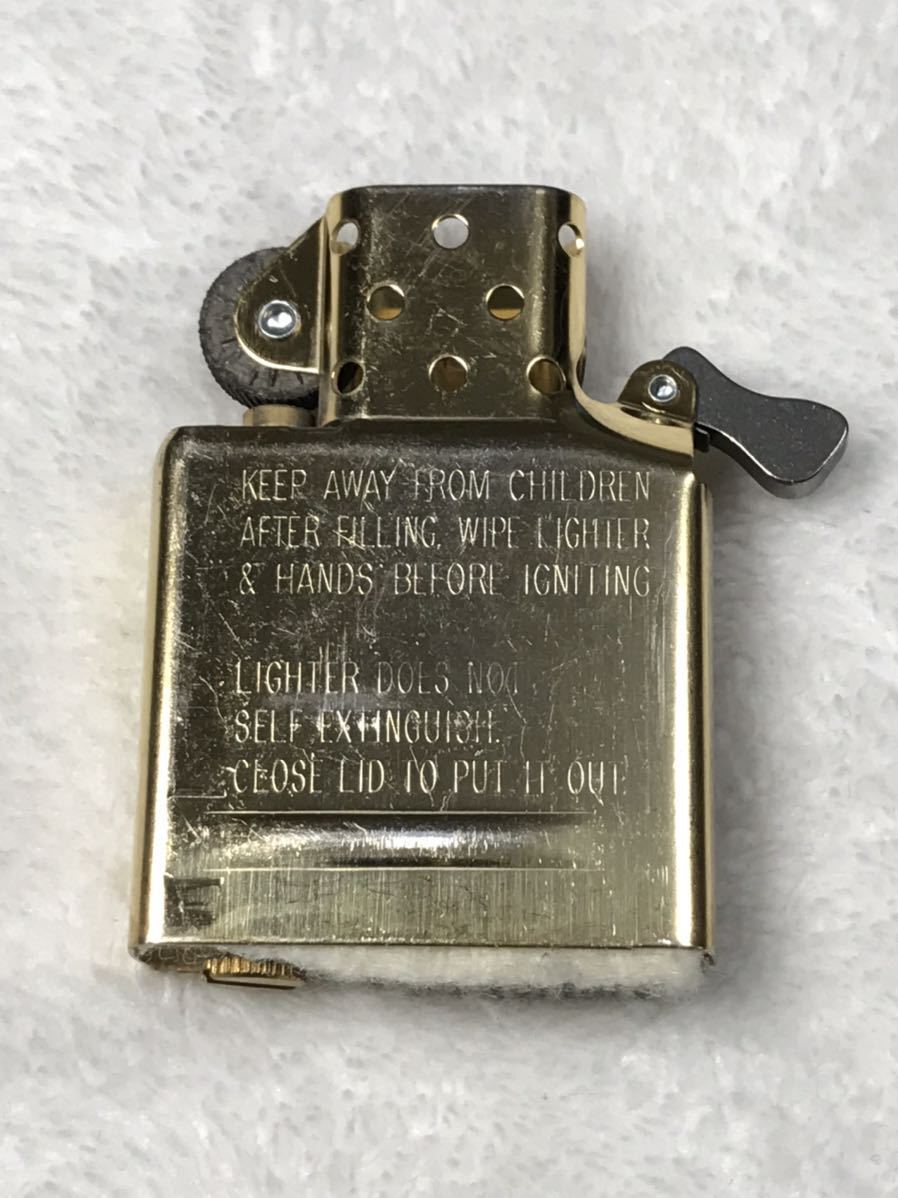 KEEP AWAY FROM CHILDREN
AFTER FILLING, WIPE LIGHTER
& HANDS BEFORE IGNITING
LIGHTER DOES NOT
SELF EXTINGUISH.
CLOSE LID TO PUT IT OUT.